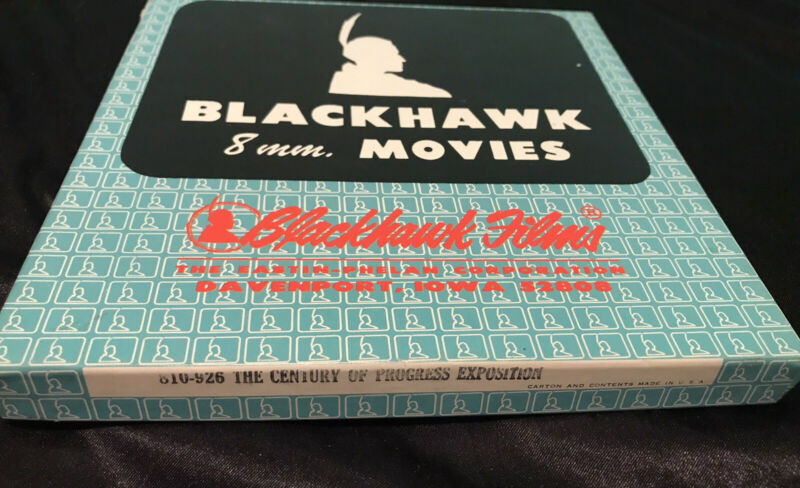 BLACKHAWK
8 mm. MOVIES
Blackhawk Films®
THE EASTIN-PHELAN CORPORATION
DAVENPORT, IOWA 52808
810-926 THE CENTURY OF PROGRESS EXPOSITION
CARTON AND CONTENTS MADE IN U.S.A